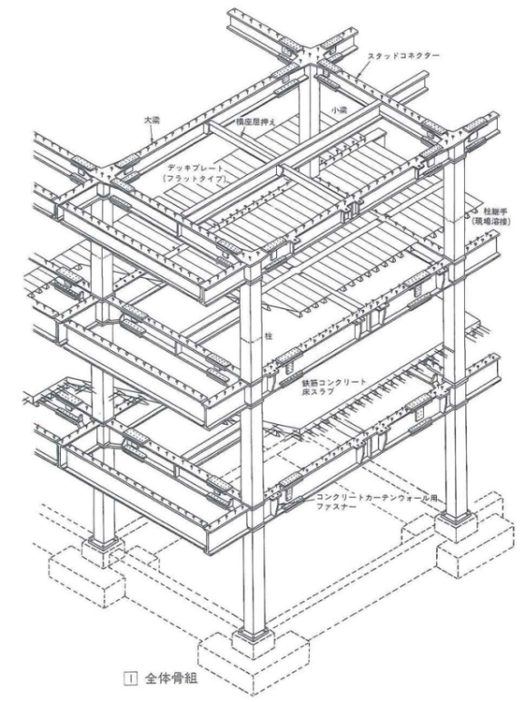 スタッドコネクター
大梁
小梁
横座屈押え
デッキプレート
(フラットタイプ)
柱継手
(現場溶接)
柱
鉄筋コンクリート
床スラブ
コンクリートカーテンウォール用
ファスナー
1 全体骨組